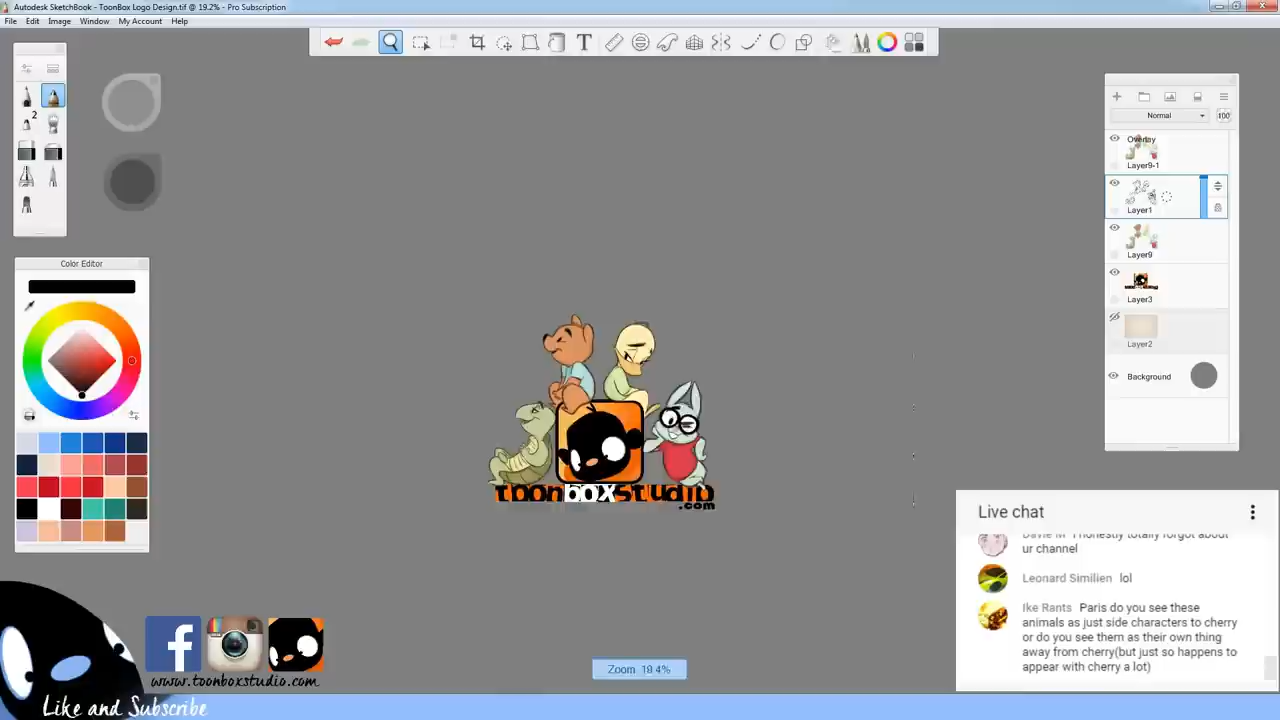 Autodesk SketchBook - ToonBox Logo Design.tif @ 19.2% - Pro Subscription
File Edit Image Window My Account Help
T
2
Color Editor
Normal 100
Overlay
Layer9-1
Layer1
Layer9
Layer3
Layer2
Background
toonboxstudio
.com
Live chat
Davie M I honestly totally forgot about
ur channel
Leonard Similien lol
Ike Rants Paris do you see these
animals as just side characters to cherry
or do you see them as their own thing
away from cherry(but just so happens to
appear with cherry a lot)
Zoom 18.4%
f
www.toonboxstudio.com
Like and Subscribe